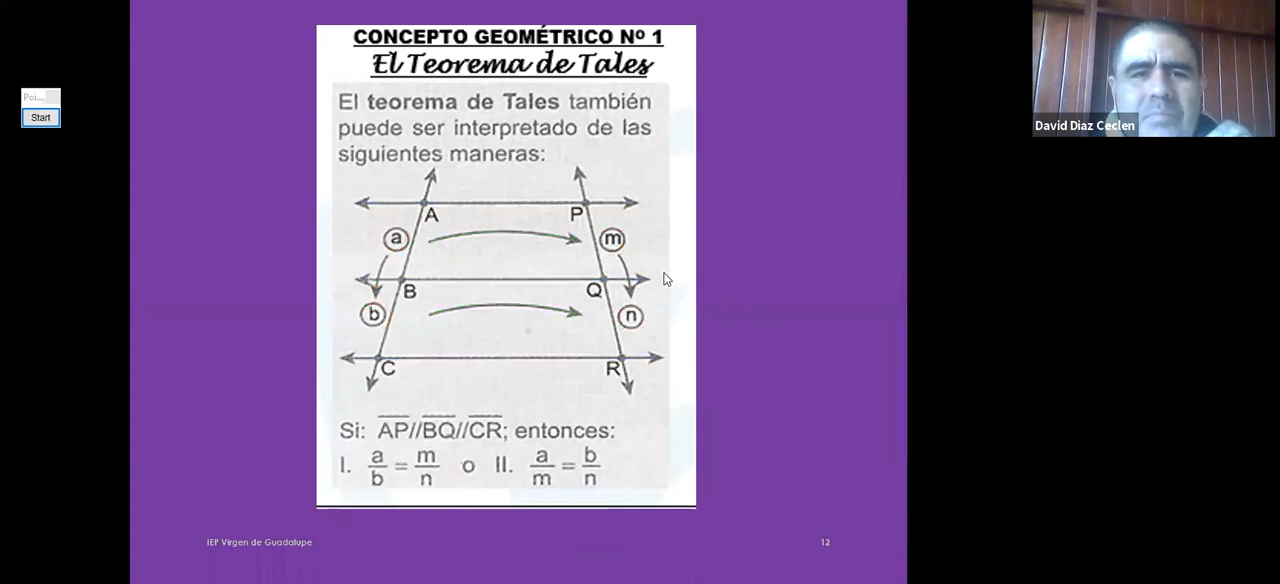 CONCEPTO GEOMÉTRICO Nº 1
El Teorema de Tales
El teorema de Tales también
puede ser interpretado de las
siguientes maneras:
A
P
a
m
B
Q
b
n
C
R
Si: AP//BQ//CR; entonces:
I. a/b = m/n o II. a/m = b/n
IEP Virgen de Guadalupe
12
Poi...
Start
David Diaz Ceclen